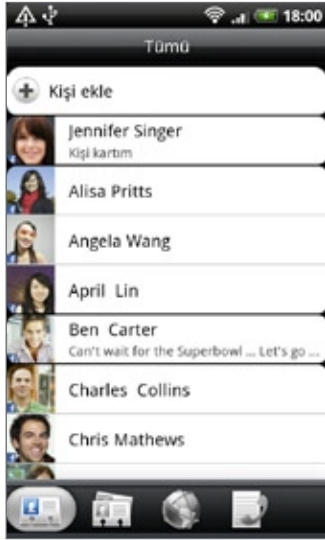 18:00
Tümü
Kişi ekle
Jennifer Singer
Kişi kartım
Alisa Pritts
Angela Wang
April Lin
Ben Carter
Can't wait for the Superbowl ... Let's go ...
Charles Collins
Chris Mathews